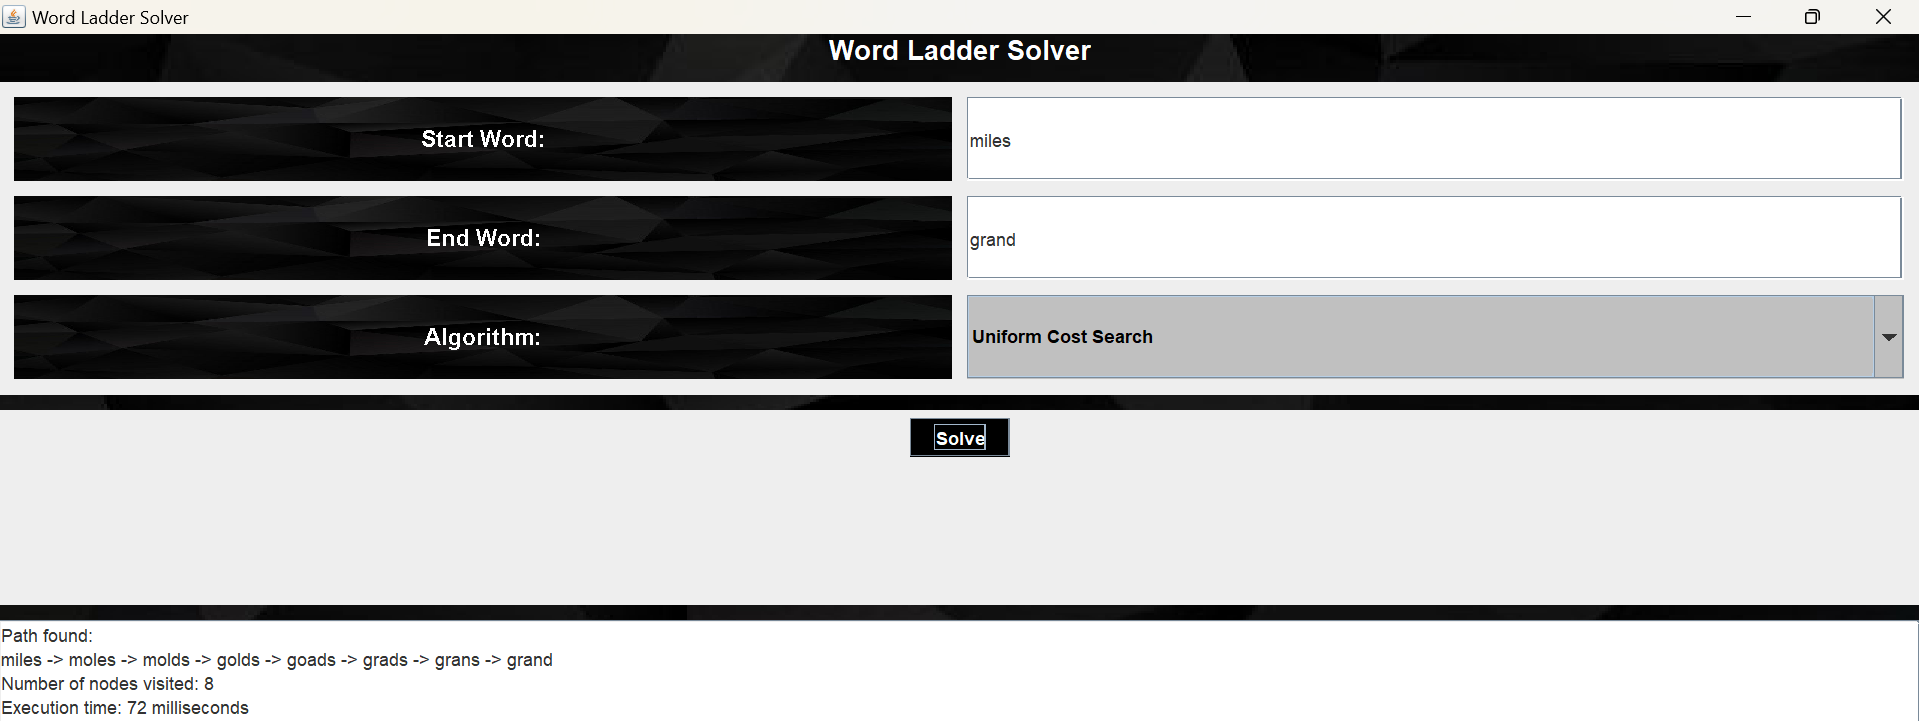 Word Ladder Solver
Word Ladder Solver
Start Word:
miles
End Word:
grand
Algorithm:
Uniform Cost Search
Solve
Path found:
miles -> moles -> molds -> golds -> goads -> grads -> grans -> grand
Number of nodes visited: 8
Execution time: 72 milliseconds